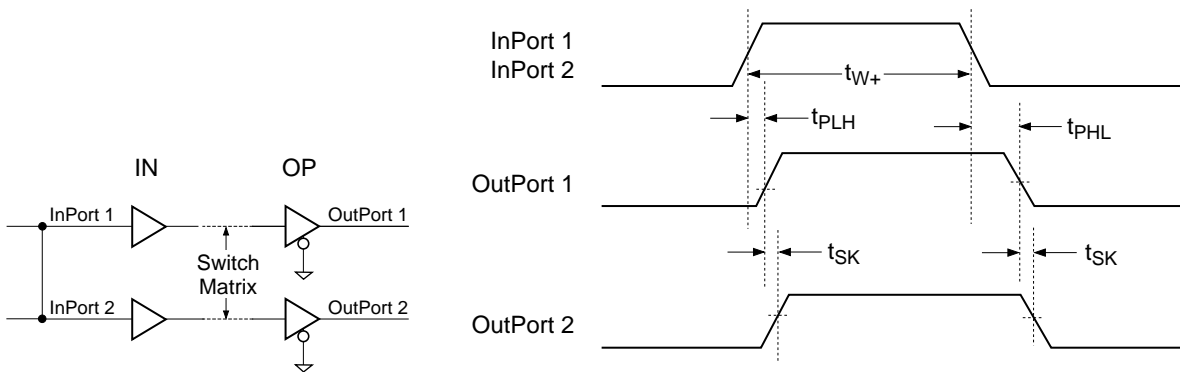 IN
OP
InPort 1
OutPort 1
Switch
Matrix
InPort 2
OutPort 2
InPort 1
InPort 2
tW+
tPLH
tPHL
OutPort 1
tSK
tSK
OutPort 2